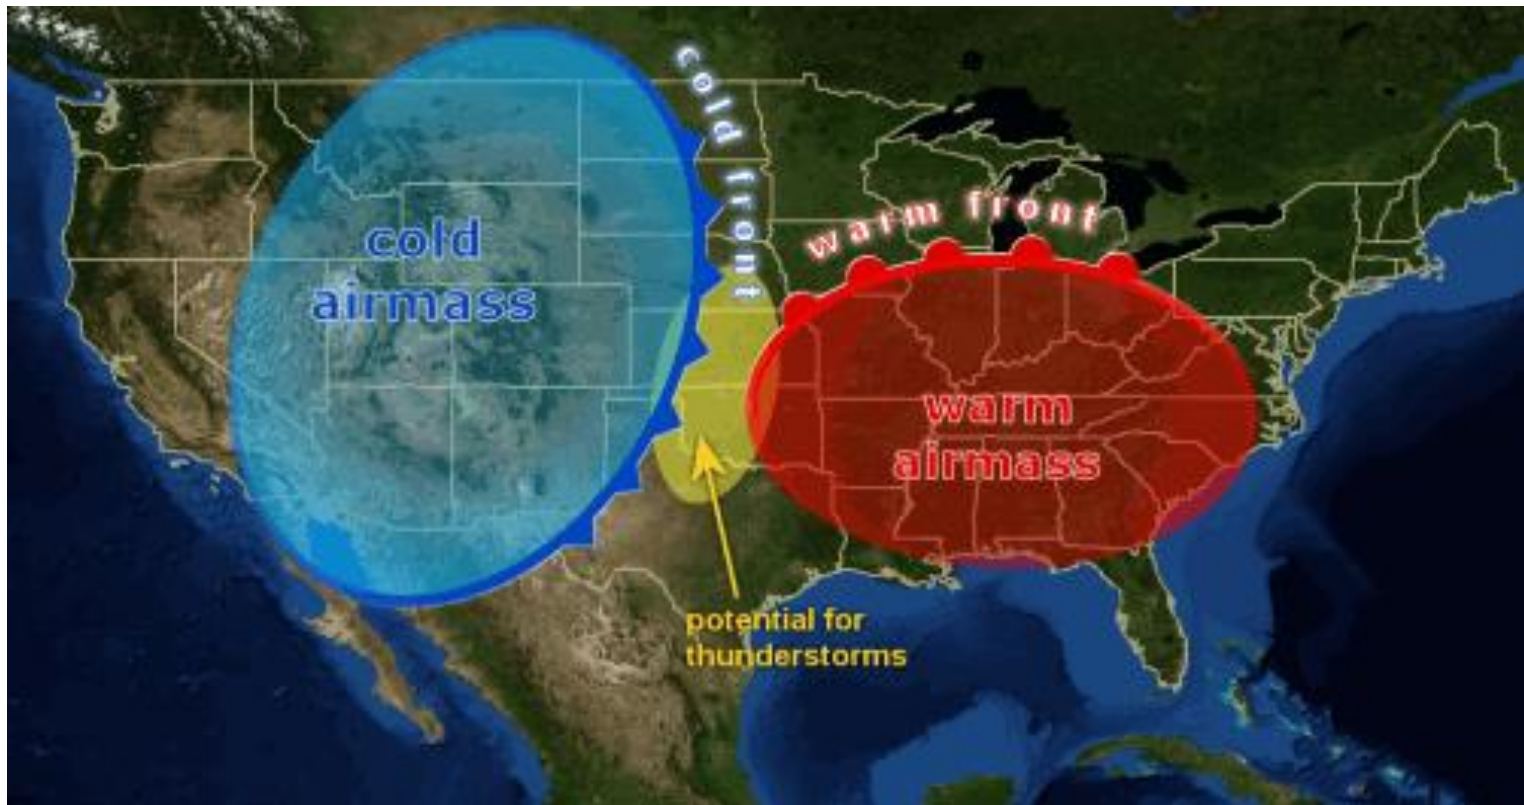 cold front
warm front
cold
airmass
warm
airmass
potential for
thunderstorms